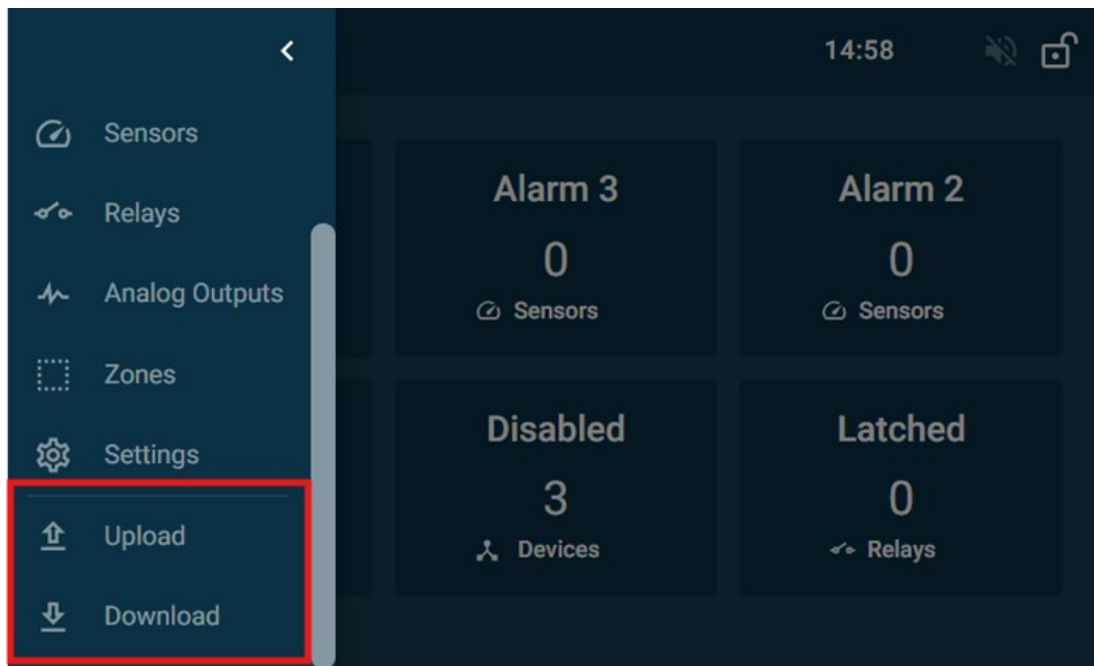 14:58
Sensors
Relays
Analog Outputs
Zones
Settings
Upload
Download
Alarm 3
0
Sensors
Alarm 2
0
Sensors
Disabled
3
Devices
Latched
0
Relays